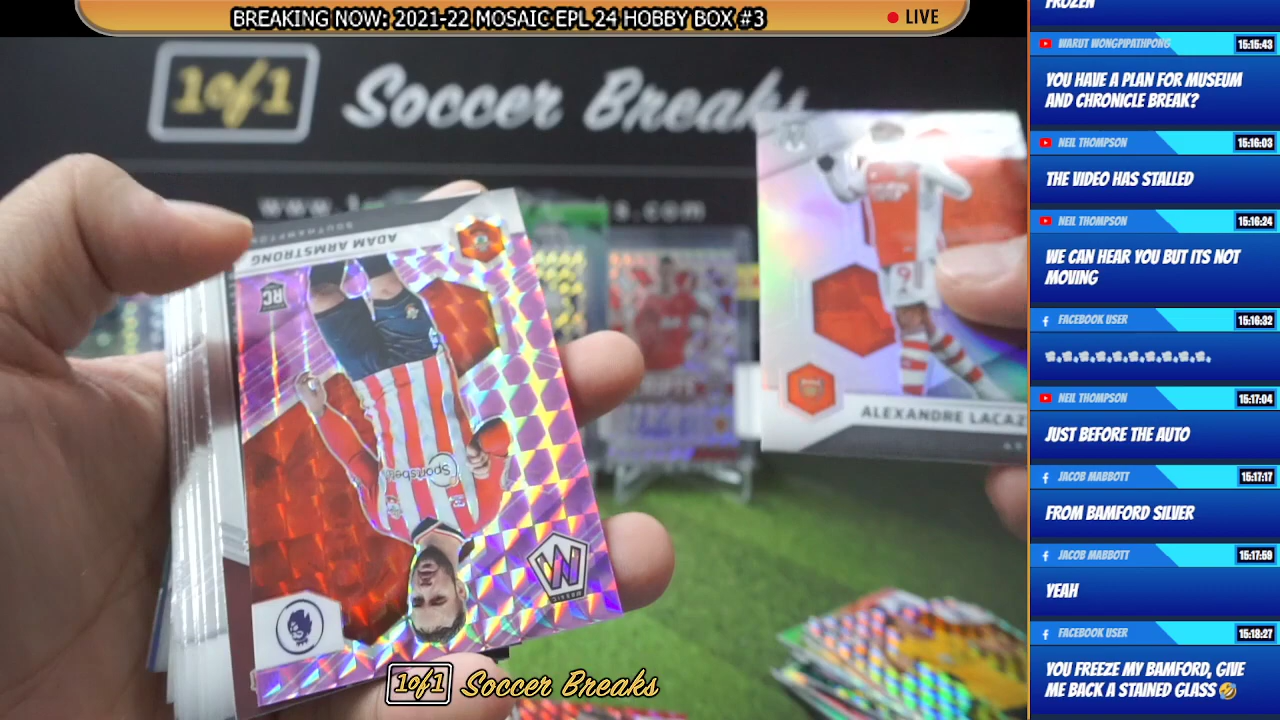 BREAKING NOW: 2021-22 MOSAIC EPL 24 HOBBY BOX #3
LIVE
1of1 Soccer Breaks
ADAM ARMSTRONG
SOUTHAMPTON
RC
Sportsbet
MOSAIC
ALEXANDRE LACAZ
9
1of1 Soccer Breaks
FROZEN
WARUT WONGPIPATHPONG 15:15:43
YOU HAVE A PLAN FOR MUSEUM
AND CHRONICLE BREAK?
NEIL THOMPSON 15:16:03
THE VIDEO HAS STALLED
NEIL THOMPSON 15:16:24
WE CAN HEAR YOU BUT ITS NOT
MOVING
FACEBOOK USER 15:16:32
NEIL THOMPSON 15:17:04
JUST BEFORE THE AUTO
JACOB MABBOTT 15:17:17
FROM BAMFORD SILVER
JACOB MABBOTT 15:17:59
YEAH
FACEBOOK USER 15:18:27
YOU FREEZE MY BAMFORD, GIVE
ME BACK A STAINED GLASS🤣